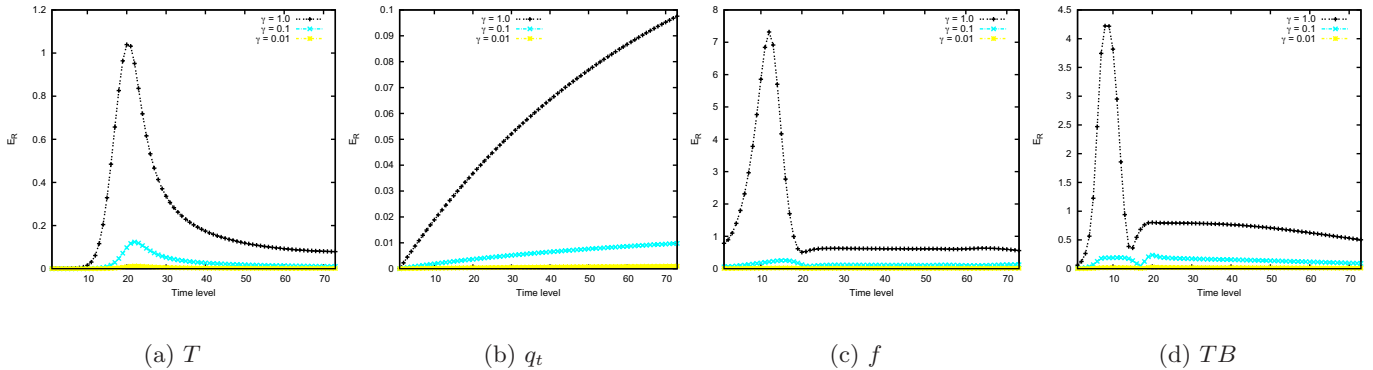 γ = 1.0
γ = 0.1
γ = 0.01
E_R
1.2
1
0.8
0.6
0.4
0.2
0
10 20 30 40 50 60 70
Time level
(a) T
γ = 1.0
γ = 0.1
γ = 0.01
E_R
0.1
0.09
0.08
0.07
0.06
0.05
0.04
0.03
0.02
0.01
0
10 20 30 40 50 60 70
Time level
(b) q_t
γ = 1.0
γ = 0.1
γ = 0.01
E_R
8
7
6
5
4
3
2
1
0
10 20 30 40 50 60 70
Time level
(c) f
γ = 1.0
γ = 0.1
γ = 0.01
E_R
4.5
4
3.5
3
2.5
2
1.5
1
0.5
0
10 20 30 40 50 60 70
Time level
(d) TB